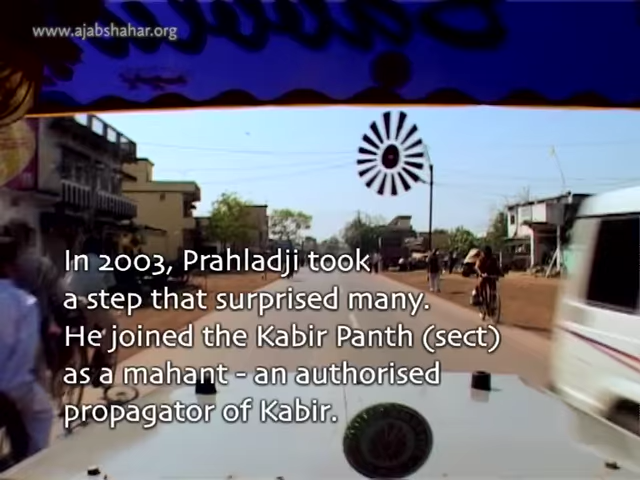 www.ajabshahar.org
In 2003, Prahladji took
a step that surprised many.
He joined the Kabir Panth (sect)
as a mahant - an authorised
propagator of Kabir.